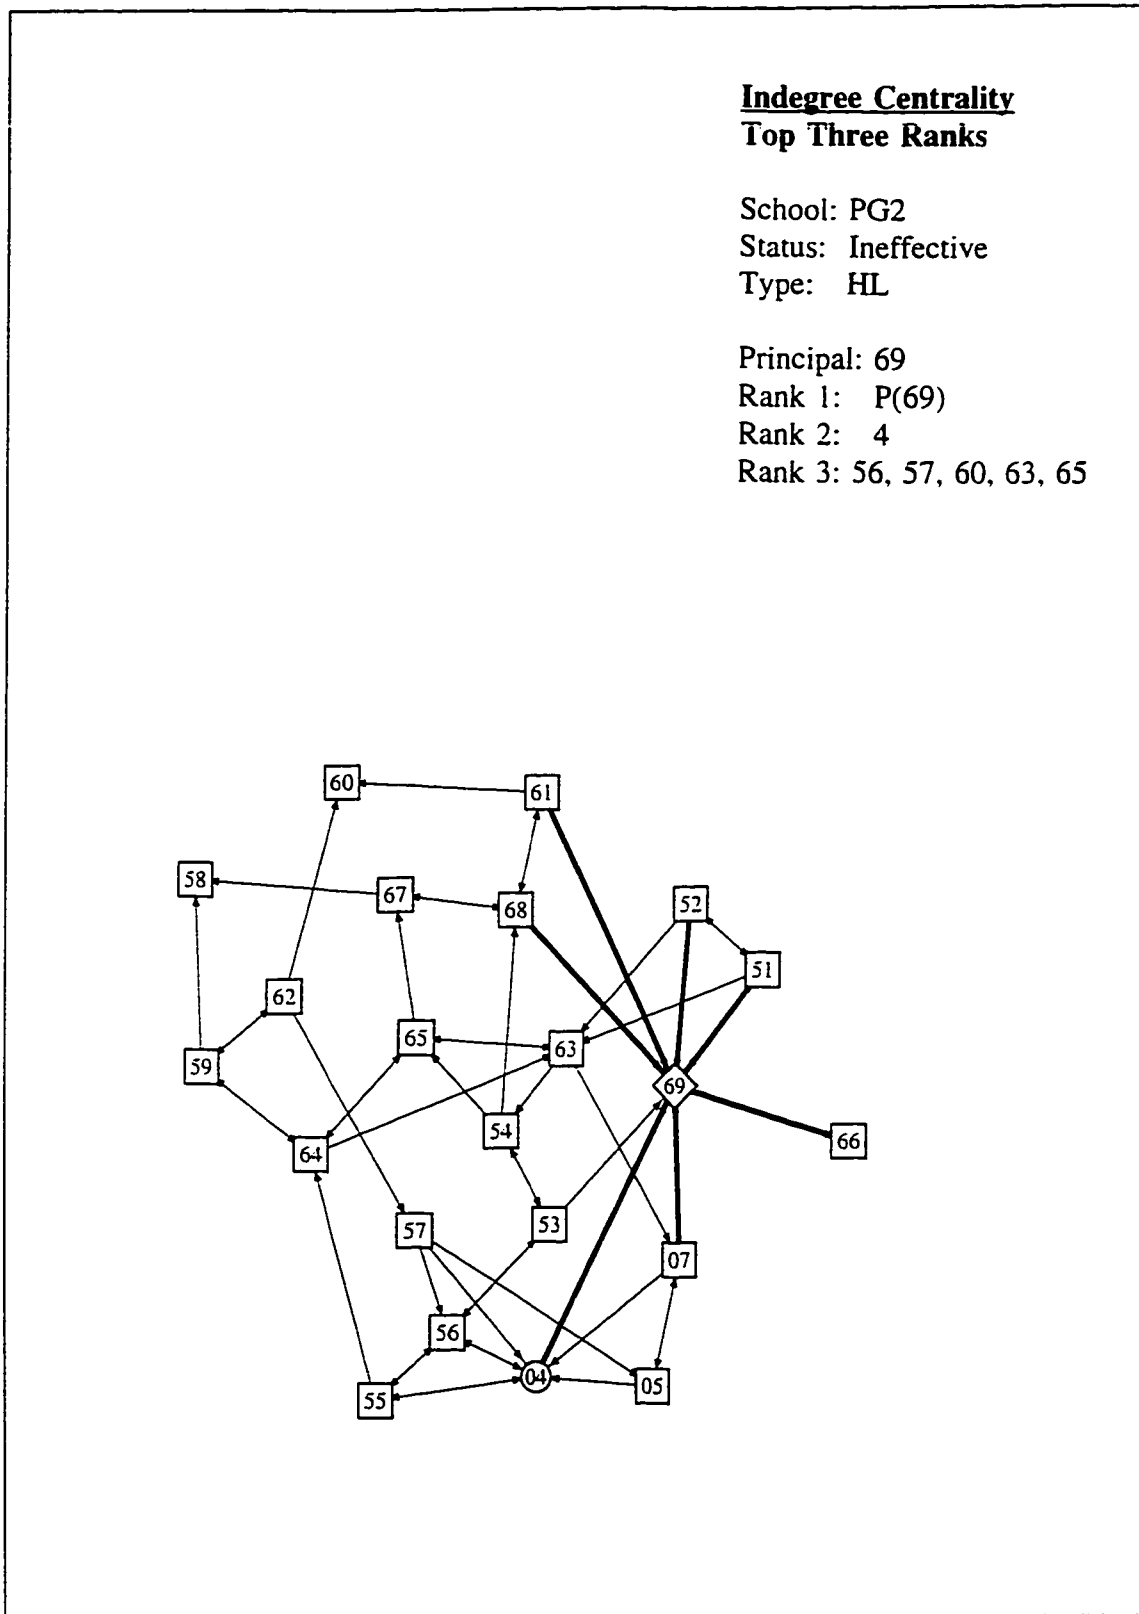 Indegree Centrality
Top Three Ranks
School: PG2
Status: Ineffective
Type: HL
Principal: 69
Rank 1: P(69)
Rank 2: 4
Rank 3: 56, 57, 60, 63, 65
60
61
58
67
68
52
51
62
65
63
59
69
54
64
66
53
57
07
56
04
05
55